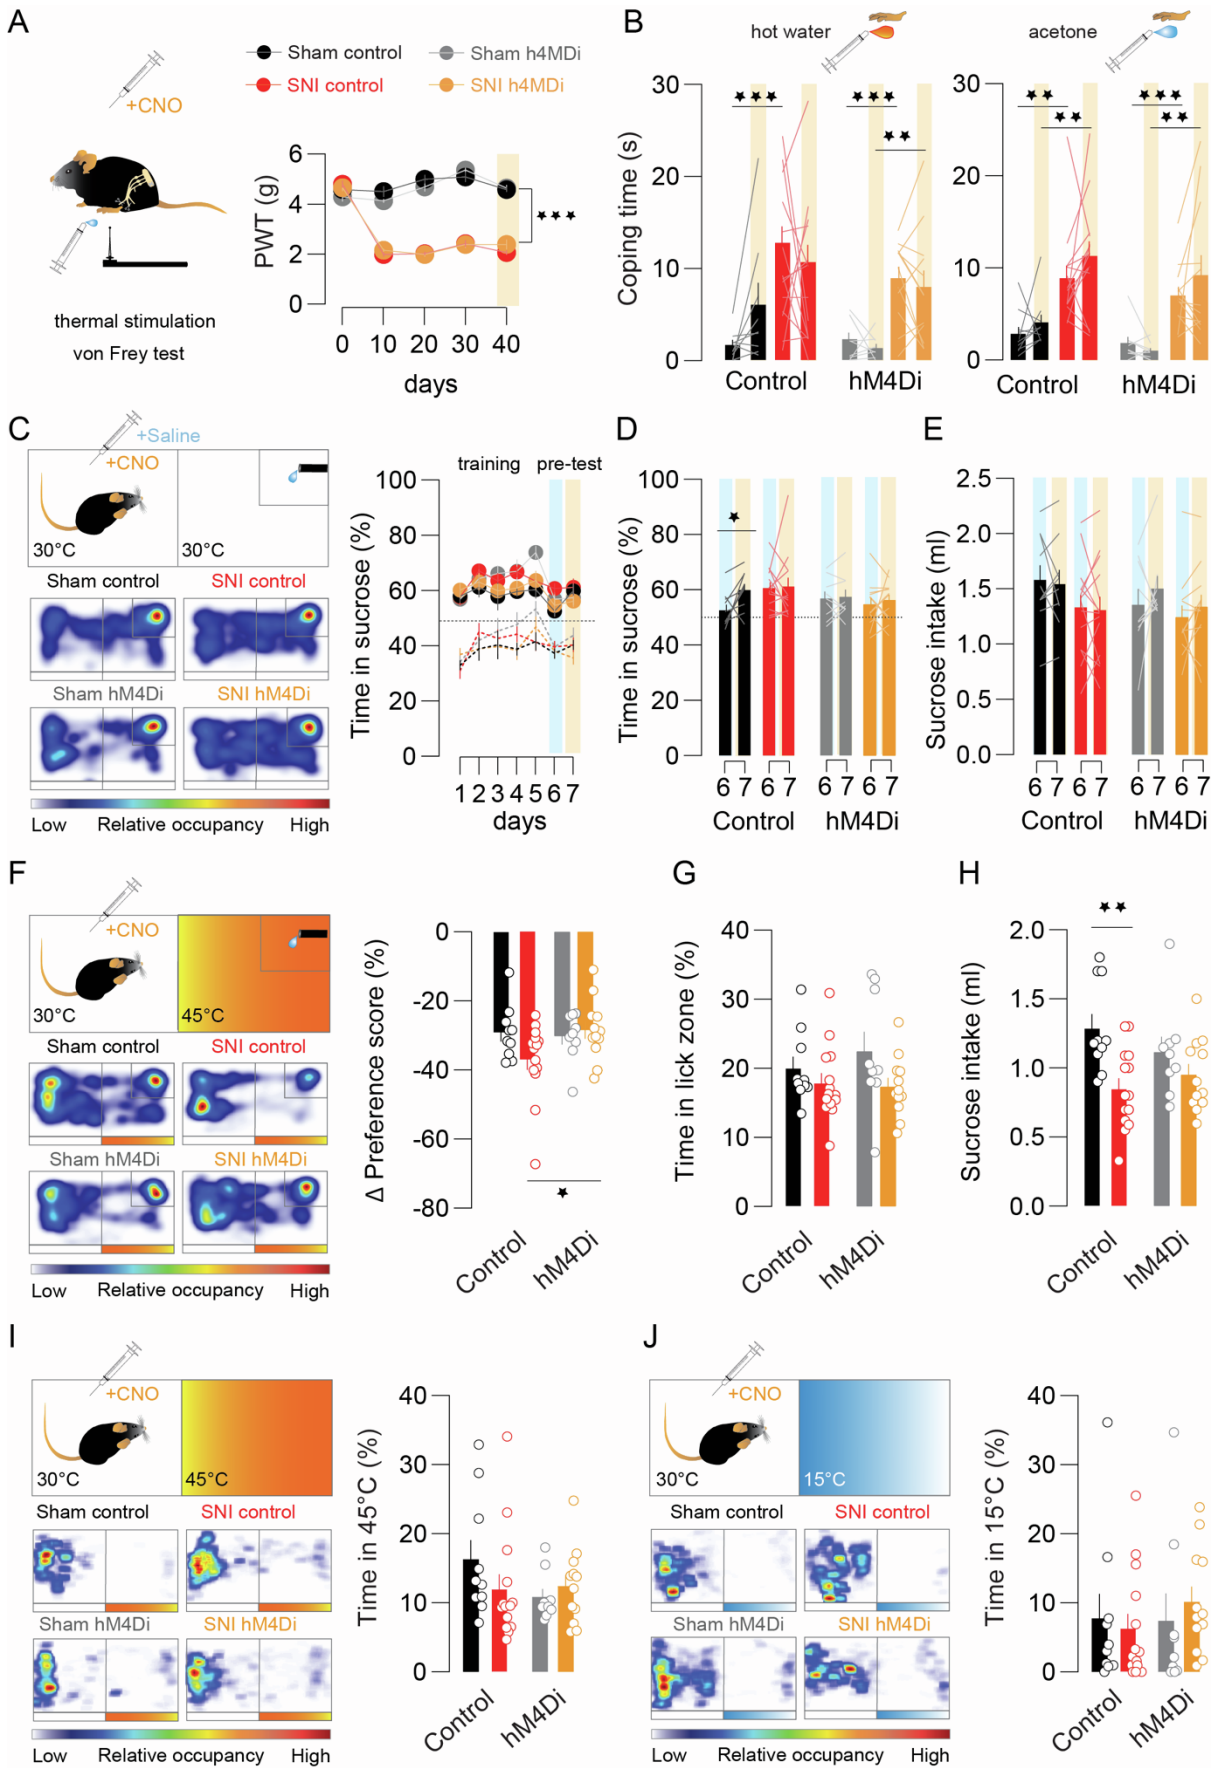 A
+CNO
thermal stimulation
von Frey test
Sham control
Sham h4MDi
SNI control
SNI h4MDi
PWT (g)
6
4
2
0
★★★
0 10 20 30 40
days
B
hot water
acetone
Coping time (s)
30
20
10
0
★★★
★★★
★★
Control
hM4Di
30
20
10
0
★★
★★
★★★
★★
Control
hM4Di
C
+Saline
+CNO
30°C
30°C
Sham control
SNI control
Sham hM4Di
SNI hM4Di
Low
Relative occupancy
High
training
pre-test
Time in sucrose (%)
100
80
60
40
20
0
1 2 3 4 5 6 7
days
D
Time in sucrose (%)
100
80
60
40
20
0
★
6 7 6 7 6 7 6 7
Control
hM4Di
E
Sucrose intake (ml)
2.5
2.0
1.5
1.0
0.5
0.0
6 7 6 7 6 7 6 7
Control
hM4Di
F
+CNO
30°C
45°C
Sham control
SNI control
Sham hM4Di
SNI hM4Di
Low
Relative occupancy
High
Δ Preference score (%)
0
-20
-40
-60
-80
★
Control
hM4Di
G
Time in lick zone (%)
40
30
20
10
0
Control
hM4Di
H
Sucrose intake (ml)
2.0
1.5
1.0
0.5
0.0
★★
Control
hM4Di
I
+CNO
30°C
45°C
Sham control
SNI control
Sham hM4Di
SNI hM4Di
Low
Relative occupancy
High
Time in 45°C (%)
40
30
20
10
0
Control
hM4Di
J
+CNO
30°C
15°C
Sham control
SNI control
Sham hM4Di
SNI hM4Di
Low
Relative occupancy
High
Time in 15°C (%)
40
30
20
10
0
Control
hM4Di